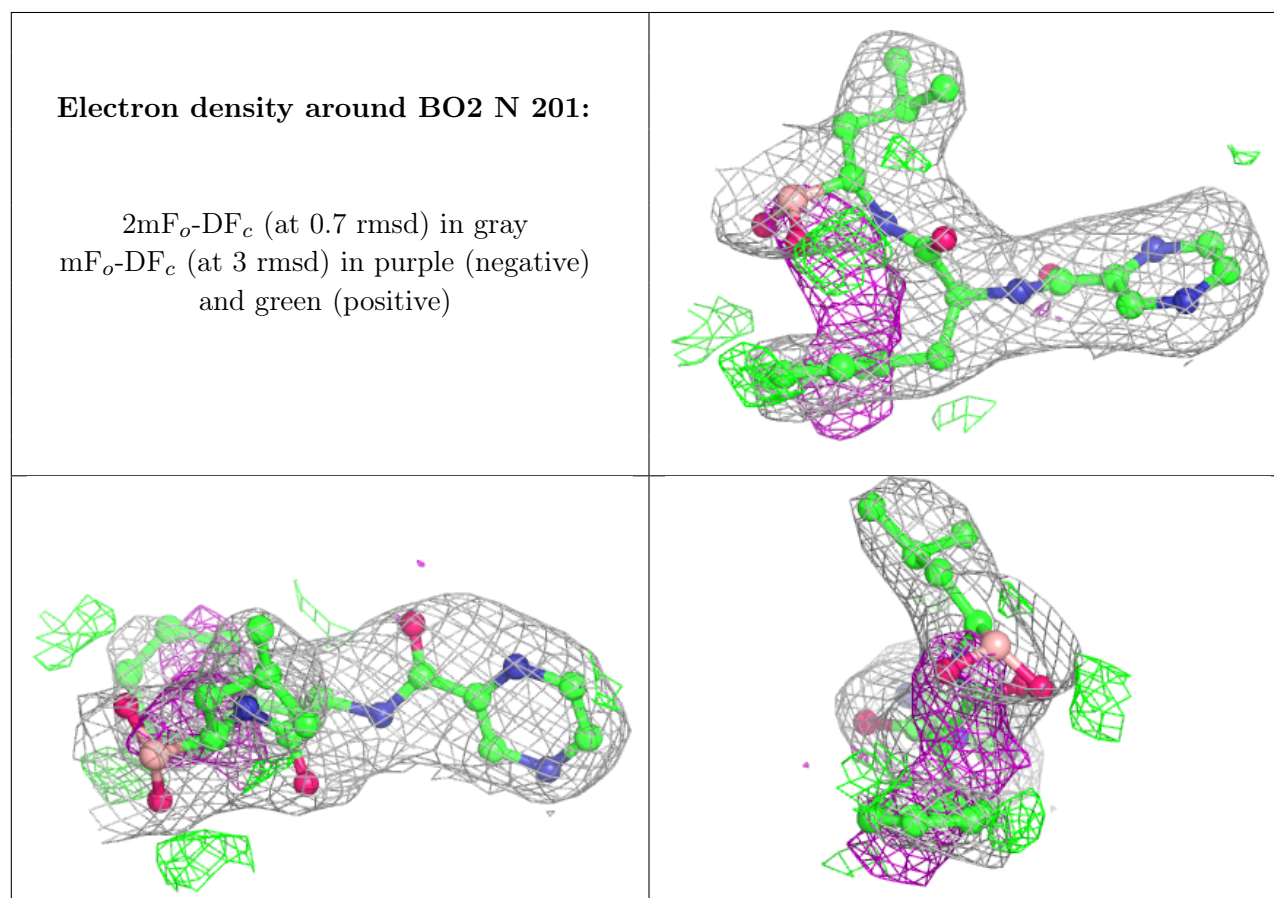 Electron density around BO2 N 201:
2mFo-DFc (at 0.7 rmsd) in gray
mFo-DFc (at 3 rmsd) in purple (negative)
and green (positive)